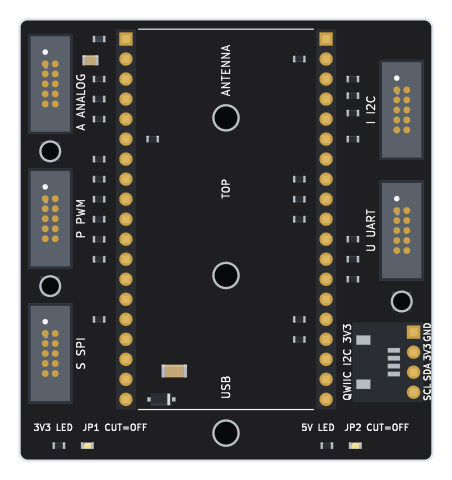 ANTENNA
A ANALOG
I I2C
TOP
P PWM
U UART
QWIIC I2C 3V3
GND
3V3
SDA
SCL
S SPI
USB
3V3 LED
JP1 CUT=OFF
5V LED
JP2 CUT=OFF